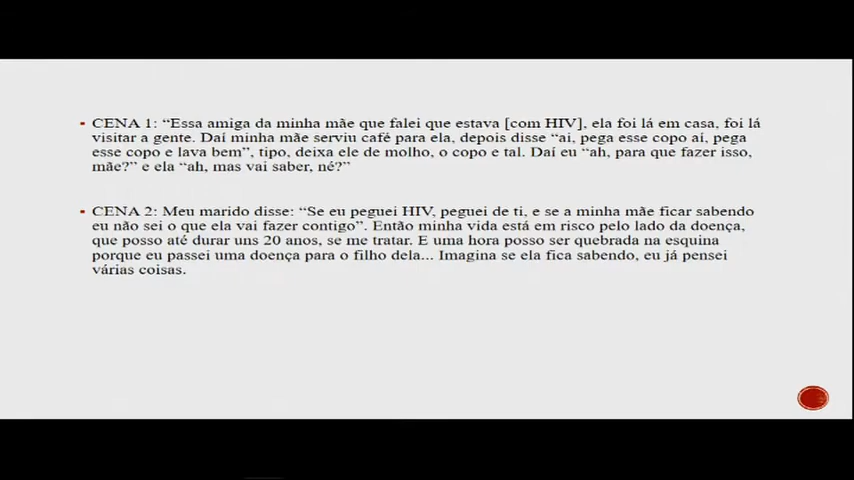 CENA 1: “Essa amiga da minha mãe que falei que estava [com HIV], ela foi lá em casa, foi lá
visitar a gente. Daí minha mãe serviu café para ela, depois disse “ai, pega esse copo aí, pega
esse copo e lava bem”, tipo, deixa ele de molho, o copo e tal. Daí eu “ah, para que fazer isso,
mãe?” e ela “ah, mas vai saber, né?”
CENA 2: Meu marido disse: “Se eu peguei HIV, peguei de ti, e se a minha mãe ficar sabendo
eu não sei o que ela vai fazer contigo”. Então minha vida está em risco pelo lado da doença,
que posso até durar uns 20 anos, se me tratar. E uma hora posso ser quebrada na esquina
porque eu passei uma doença para o filho dela... Imagina se ela fica sabendo, eu já pensei
várias coisas.